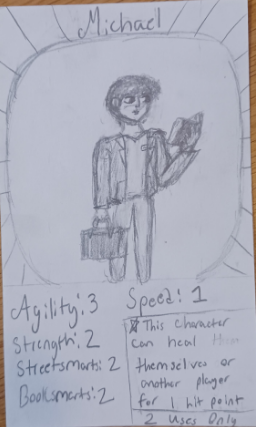 Michael
Agility: 3 Speed: 1
Strength: 2
Streetsmarts: 2
Booksmarts: 2
This character
can heal
themselves or
another player
for 1 hit point
2 Uses Only